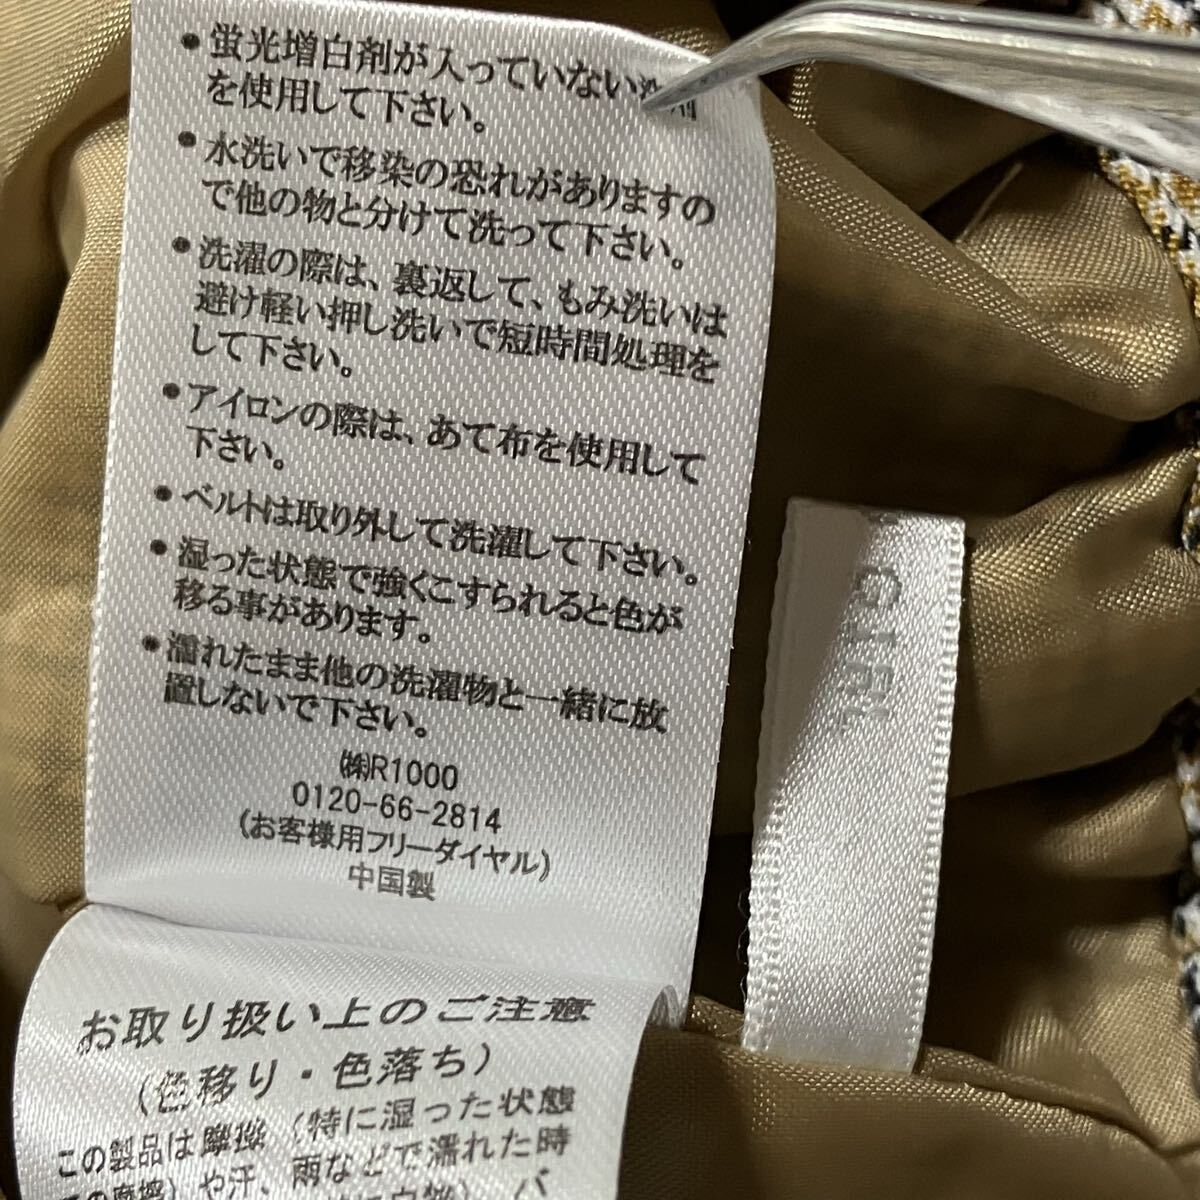 • 蛍光増白剤が入っていない
を使用して下さい。
• 水洗いで移染の恐れがありますの
で他の物と分けて洗って下さい。
• 洗濯の際は、裏返して、もみ洗いは
避け軽い押し洗いで短時間処理を
して下さい。
• アイロンの際は、あて布を使用して
下さい。
• ベルトは取り外して洗濯して下さい。
• 湿った状態で強くこすられると色が
移る事があります。
• 濡れたまま他の洗濯物と一緒に放
置しないで下さい。
㈱R1000
0120-66-2814
(お客様用フリーダイヤル)
中国製
お取り扱い上のご注意
(色移り・色落ち)
この製品は摩擦(特に湿った状態
や汗、雨などで濡れた時
GIRL